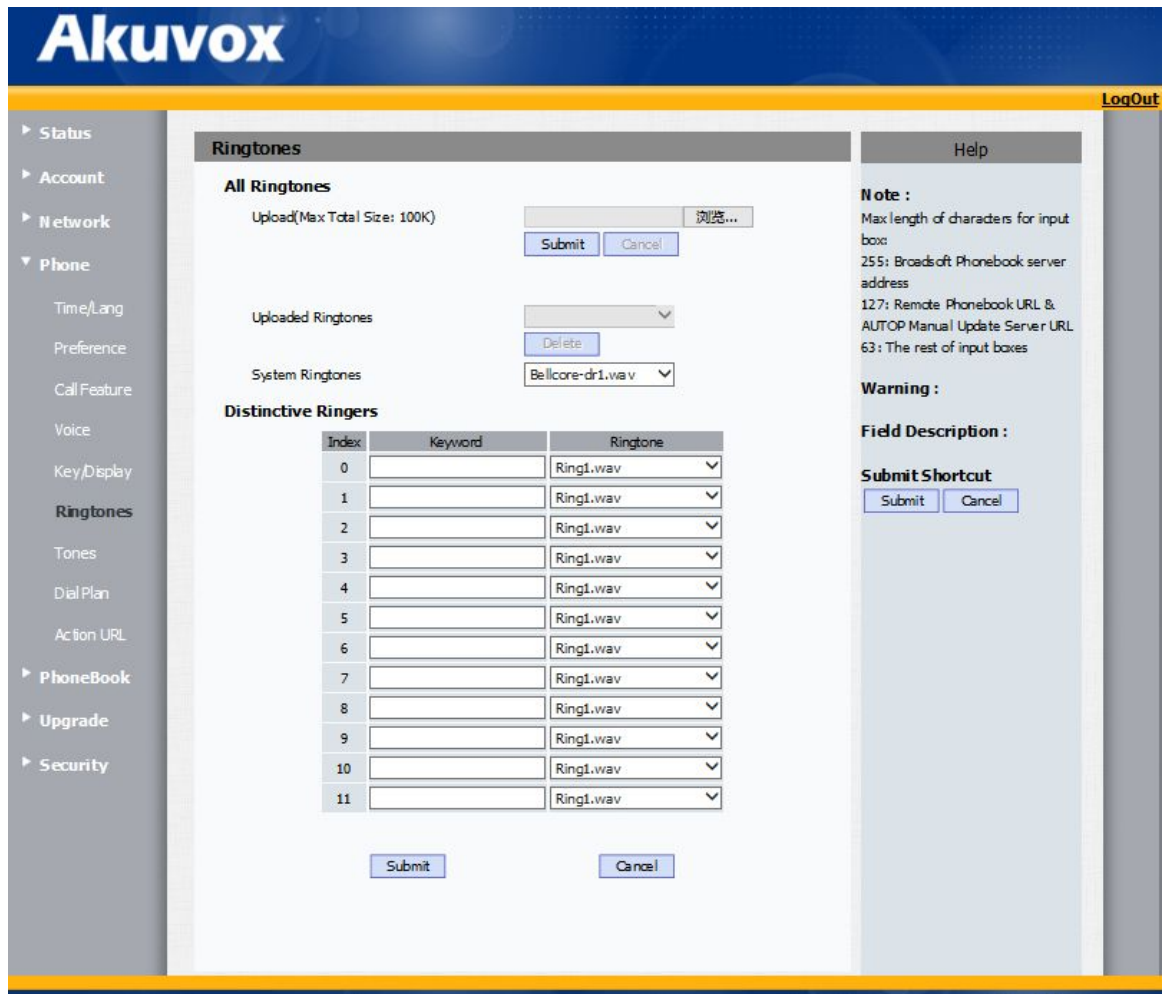 Akuvox
LogOut
Status
Account
Network
Phone
Time/Lang
Preference
Call Feature
Voice
Key/Display
Ringtones
Tones
Dial Plan
Action URL
PhoneBook
Upgrade
Security
Ringtones
All Ringtones
Upload(Max Total Size: 100K) 浏览...
Submit Cancel
Uploaded Ringtones
Delete
System Ringtones Bellcore-dr1.wav
Distinctive Ringers
Index Keyword Ringtone
0 Ring1.wav
1 Ring1.wav
2 Ring1.wav
3 Ring1.wav
4 Ring1.wav
5 Ring1.wav
6 Ring1.wav
7 Ring1.wav
8 Ring1.wav
9 Ring1.wav
10 Ring1.wav
11 Ring1.wav
Submit Cancel
Help
Note :
Max length of characters for input
box:
255: Broadsoft Phonebook server
address
127: Remote Phonebook URL &
AUTOP Manual Update Server URL
63: The rest of input boxes
Warning :
Field Description :
Submit Shortcut
Submit Cancel